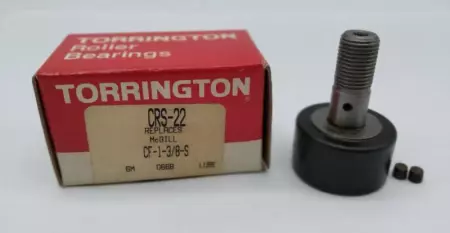 TORRINGTON
Roller
Bearings
TORRINGTON
CRS-22
REPLACES
McGILL
CF-1-3/8-S